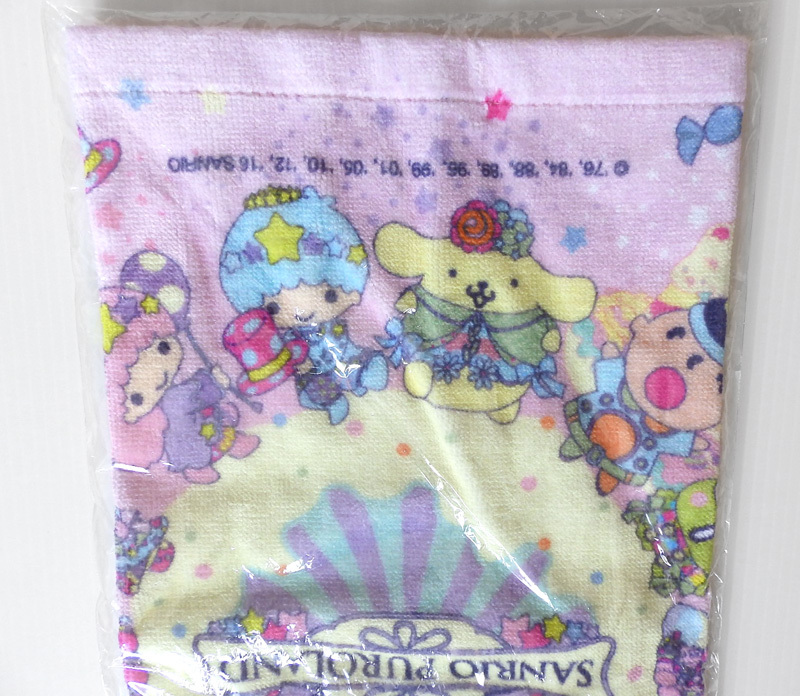 © '76, '84, '88, '89, '96, '99, '01, '05, '10, '12, '16 SANRIO
SANRIO PUROLAND